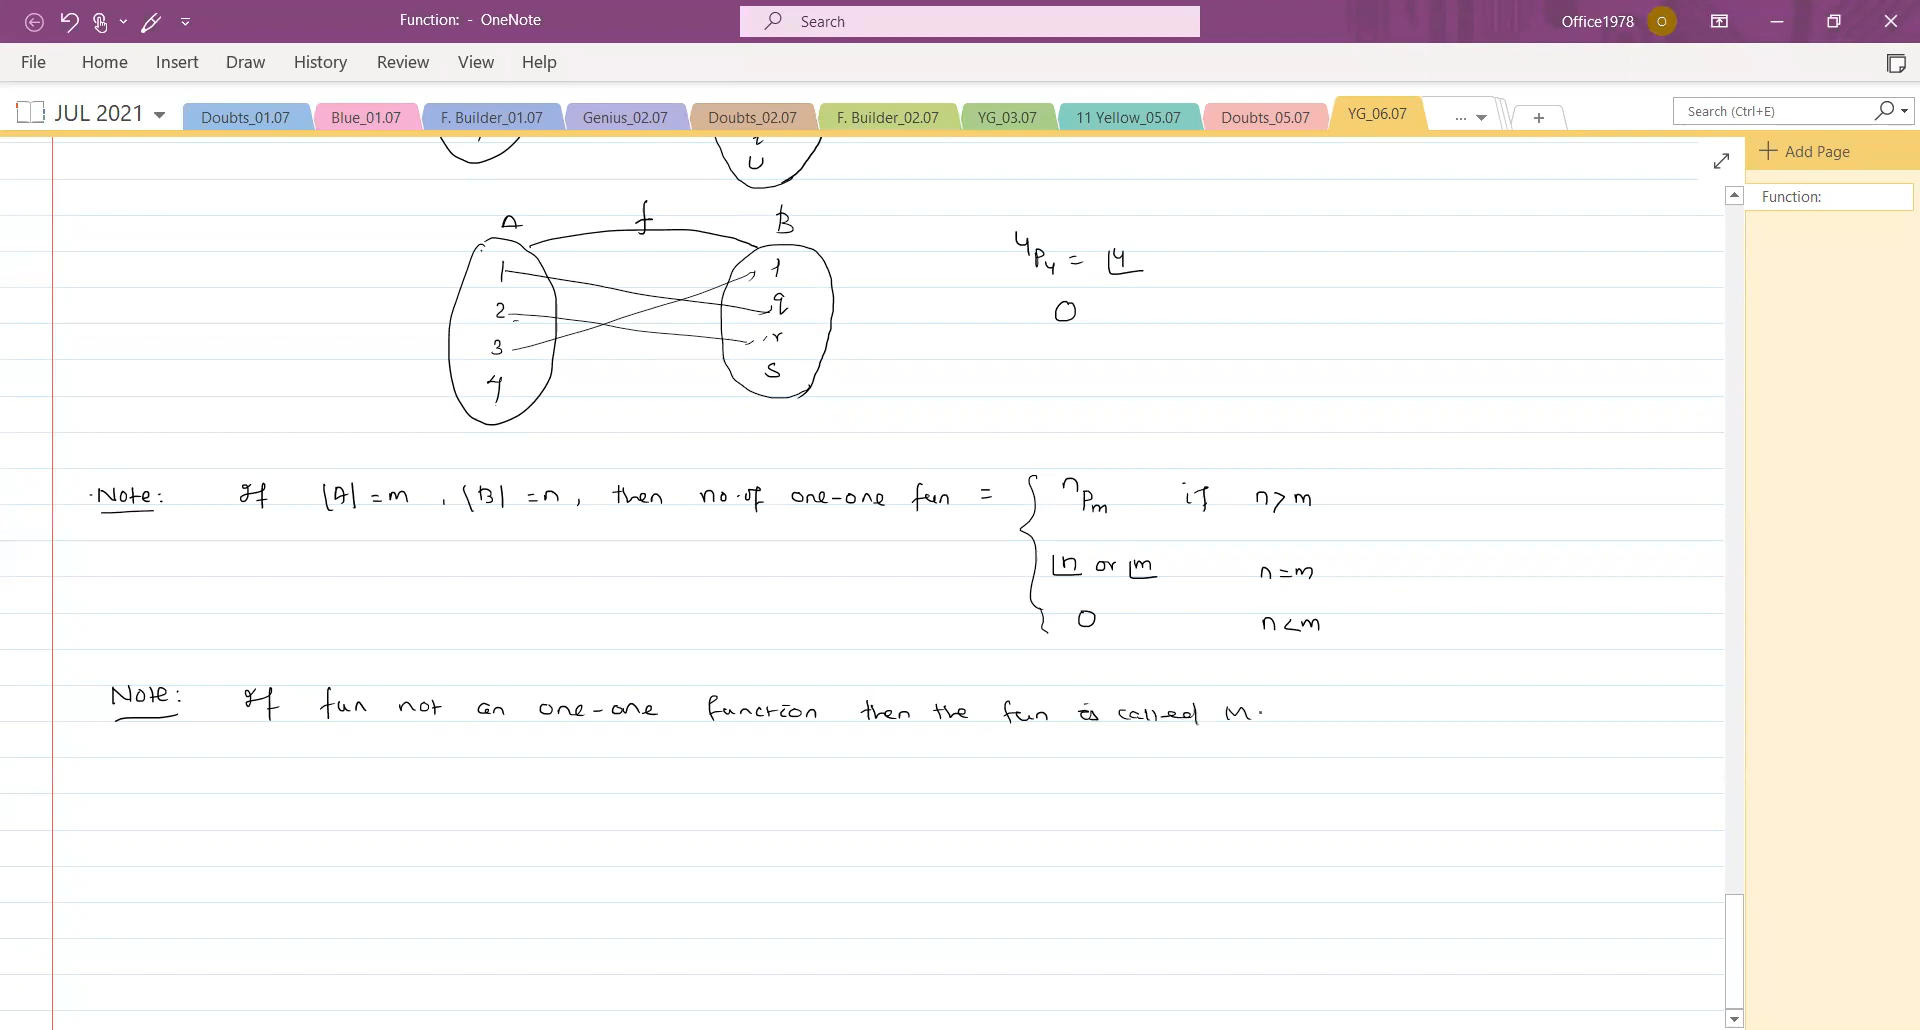 Function: - OneNote
Search
Office1978
O
File Home Insert Draw History Review View Help
JUL 2021
Doubts_01.07 Blue_01.07 F. Builder_01.07 Genius_02.07 Doubts_02.07 F. Builder_02.07 YG_03.07 11 Yellow_05.07 Doubts_05.07 YG_06.07 ... +
Search (Ctrl+E)
Add Page
Function:
u
A f B
1
2 q
3 r
4 s
⁴P₄ = |4
0
Note: If |A| = m , |B| = n , then no. of one-one fun = { ⁿPₘ if n > m
|n or |m n = m
0 n < m
Note: If fun not an one-one function then the fun is called M.